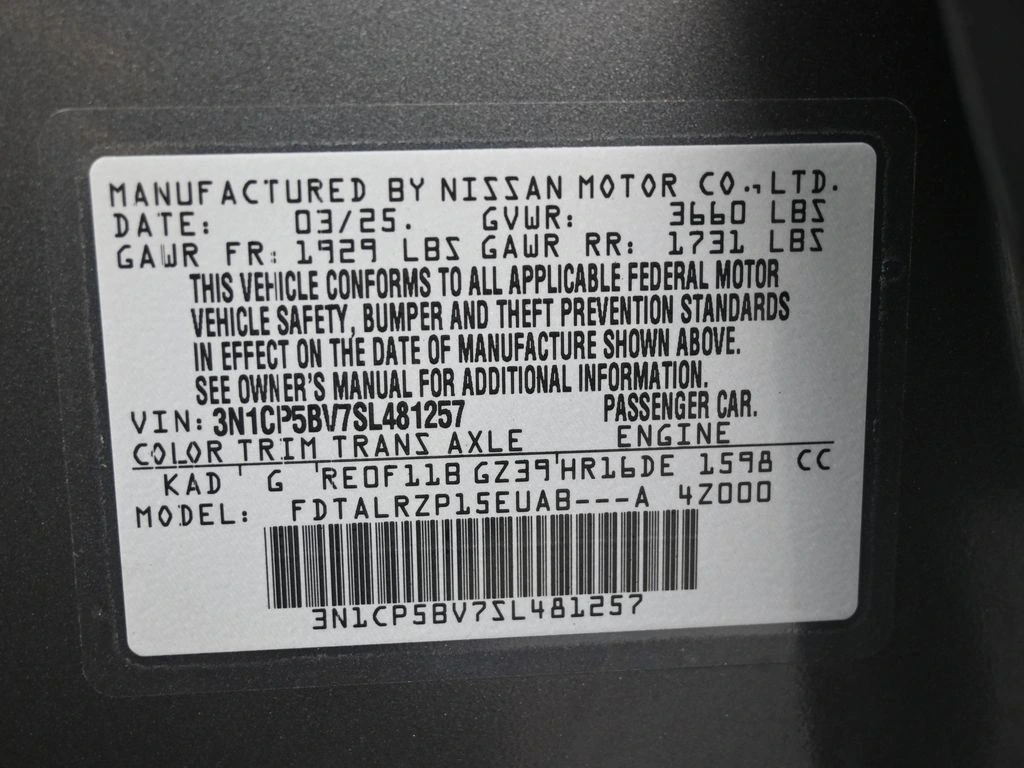 MANUFACTURED BY NISSAN MOTOR CO.,LTD.
DATE: 03/25. GVWR: 3660 LBS
GAWR FR: 1929 LBS GAWR RR: 1731 LBS
THIS VEHICLE CONFORMS TO ALL APPLICABLE FEDERAL MOTOR
VEHICLE SAFETY, BUMPER AND THEFT PREVENTION STANDARDS
IN EFFECT ON THE DATE OF MANUFACTURE SHOWN ABOVE.
SEE OWNER'S MANUAL FOR ADDITIONAL INFORMATION.
VIN: 3N1CP5BV7SL481257 PASSENGER CAR.
COLOR TRIM TRANS AXLE ENGINE
KAD G RE0F11B GZ39 HR16DE 1598 CC
MODEL: FDTALRZP15EUAB---A 4Z000
3N1CP5BV7SL481257